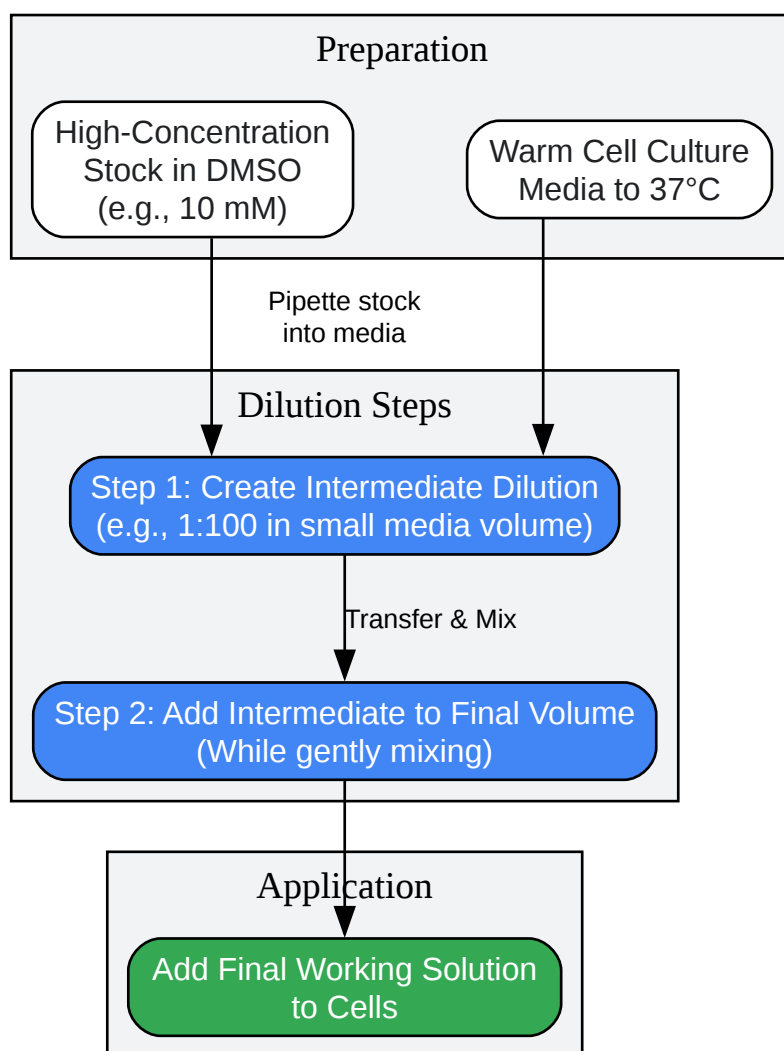 Preparation
High-Concentration
Stock in DMSO
(e.g., 10 mM)
Warm Cell Culture
Media to 37°C
Pipette stock
into media
Dilution Steps
Step 1: Create Intermediate Dilution
(e.g., 1:100 in small media volume)
Transfer & Mix
Step 2: Add Intermediate to Final Volume
(While gently mixing)
Application
Add Final Working Solution
to Cells